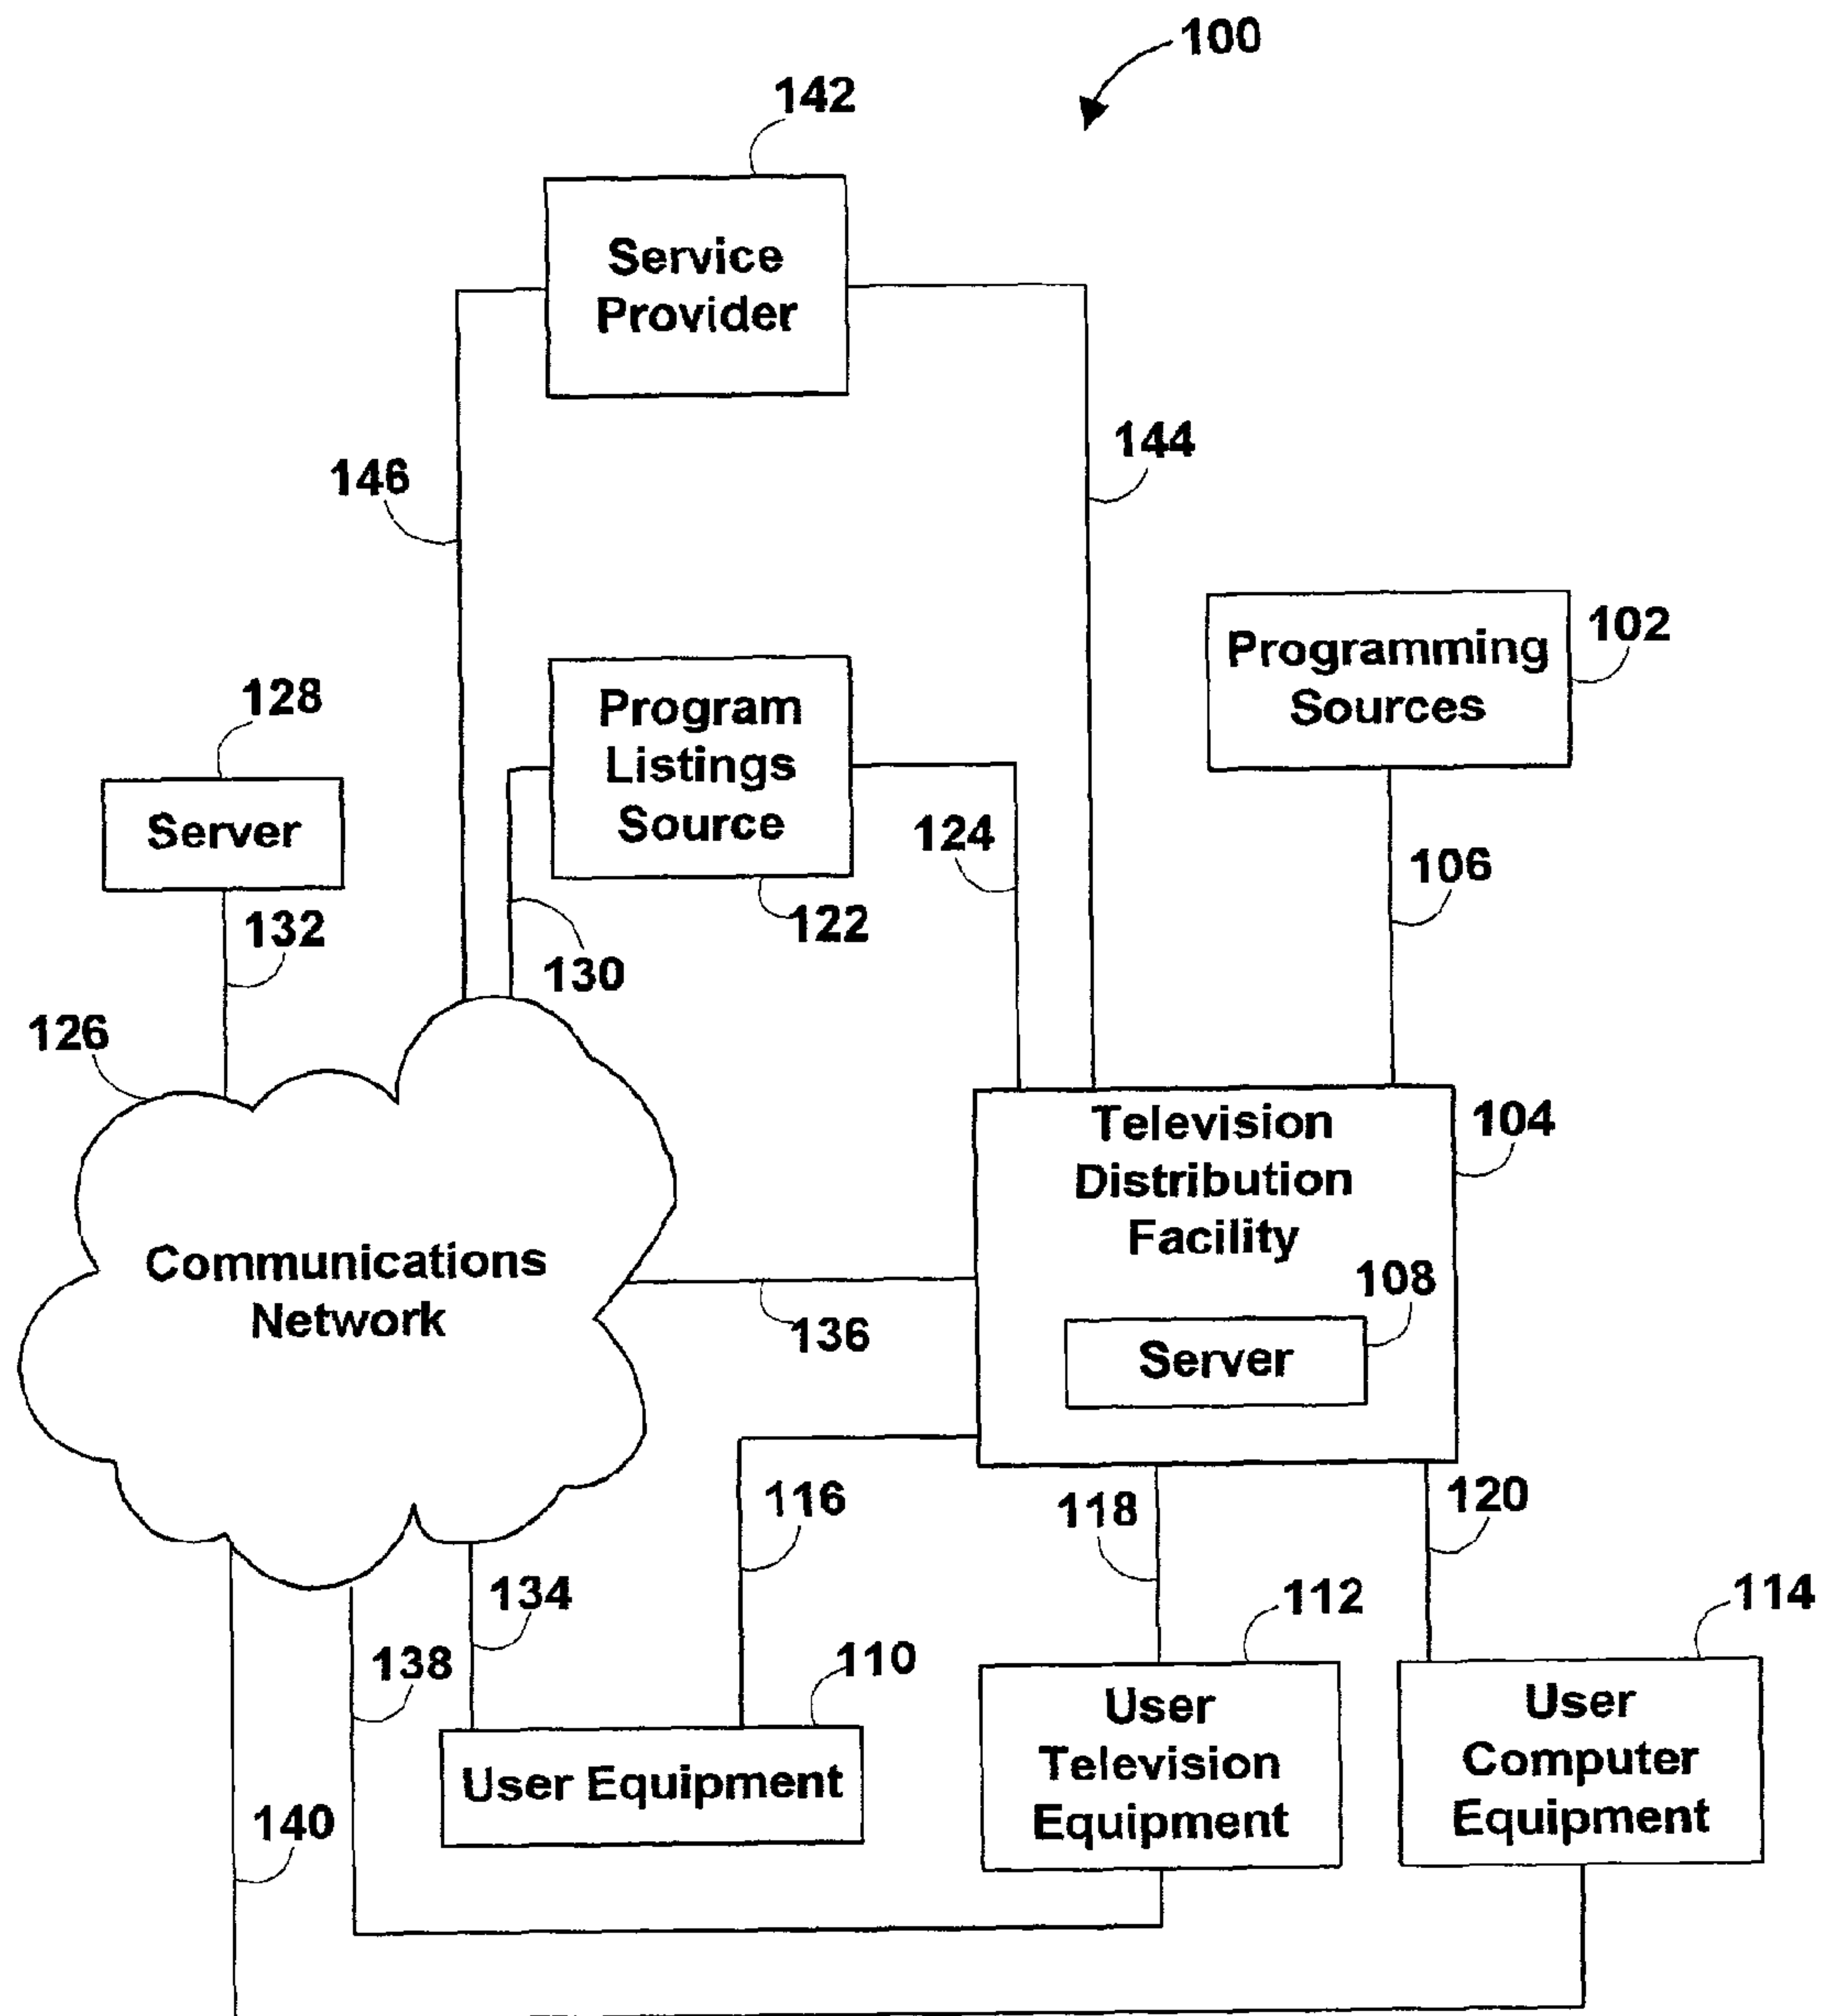 100
142
Service
Provider
144
146
102
Programming
Sources
128
Program
Listings
Source
Server
124
106
122
132
130
126
104
Television
Distribution
Facility
Communications
Network
108
136
Server
116
118
120
134
112
114
138
110
User
Television
Equipment
User
Computer
Equipment
User Equipment
140